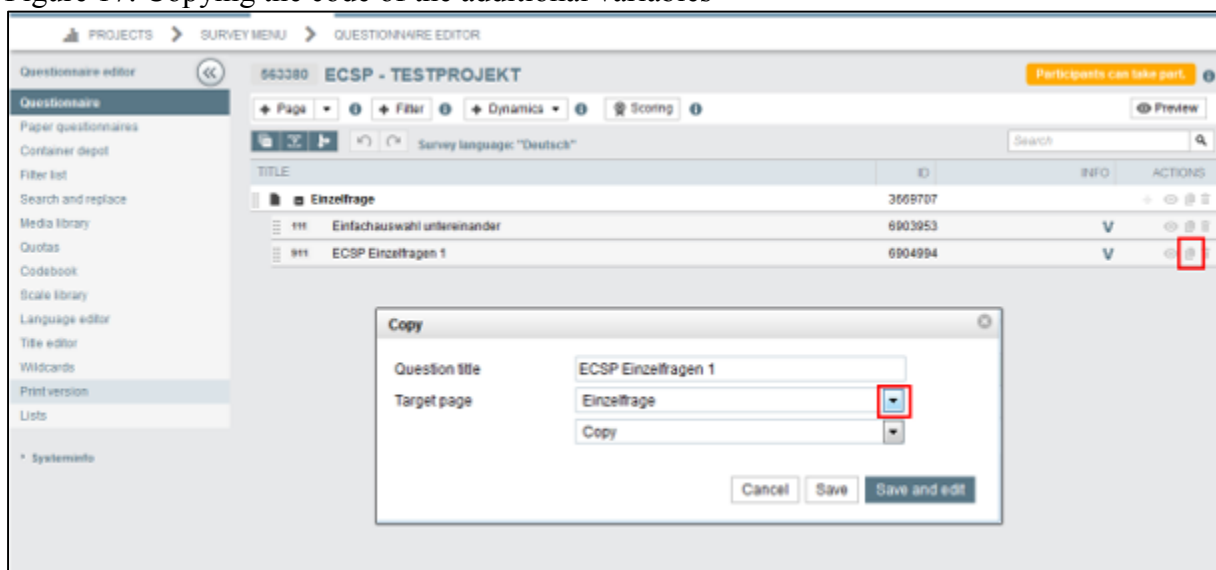 Figure 17: Copying the code of the additional variables
PROJECTS > SURVEY MENU > QUESTIONNAIRE EDITOR
Questionnaire editor
563380 ECSP - TESTPROJEKT
Participants can take part.
Questionnaire
+ Page + Filter + Dynamics Scoring Preview
Paper questionnaires
Container depot
Survey language: "Deutsch"
Search
Filter list
TITLE ID INFO ACTIONS
Search and replace
Einzelfrage 3669707
Media library
111 Einfachauswahl untereinander 6903953 V
Quotas
911 ECSP Einzelfragen 1 6904994 V
Codebook
Scale library
Language editor
Title editor
Wildcards
Print version
Lists
Systeminfo
Copy
Question title ECSP Einzelfragen 1
Target page Einzelfrage
Copy
Cancel Save Save and edit